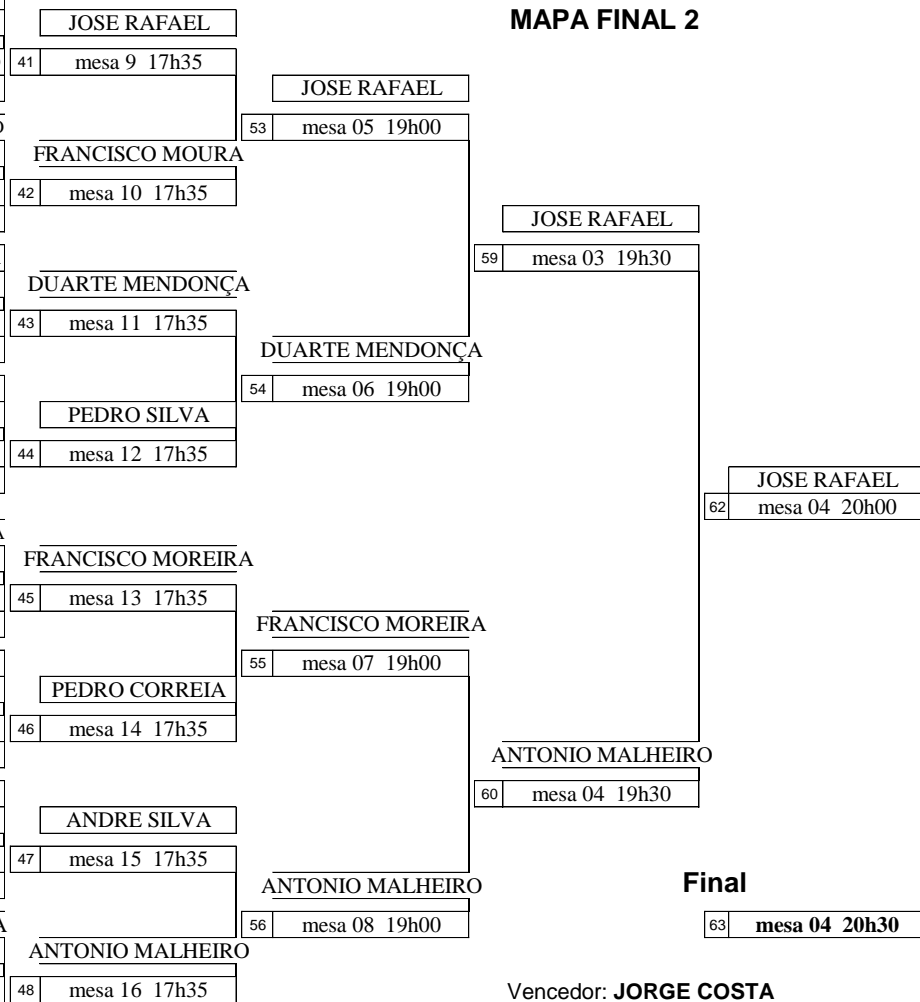 MAPA FINAL 2
JOSE RAFAEL
41 mesa 9 17h35
JOSE RAFAEL
53 mesa 05 19h00
FRANCISCO MOURA
42 mesa 10 17h35
JOSE RAFAEL
59 mesa 03 19h30
DUARTE MENDONÇA
43 mesa 11 17h35
DUARTE MENDONÇA
54 mesa 06 19h00
PEDRO SILVA
44 mesa 12 17h35
JOSE RAFAEL
62 mesa 04 20h00
FRANCISCO MOREIRA
45 mesa 13 17h35
FRANCISCO MOREIRA
55 mesa 07 19h00
PEDRO CORREIA
46 mesa 14 17h35
ANTONIO MALHEIRO
60 mesa 04 19h30
ANDRE SILVA
47 mesa 15 17h35
ANTONIO MALHEIRO
56 mesa 08 19h00
Final
63 mesa 04 20h30
ANTONIO MALHEIRO
48 mesa 16 17h35
Vencedor: JORGE COSTA